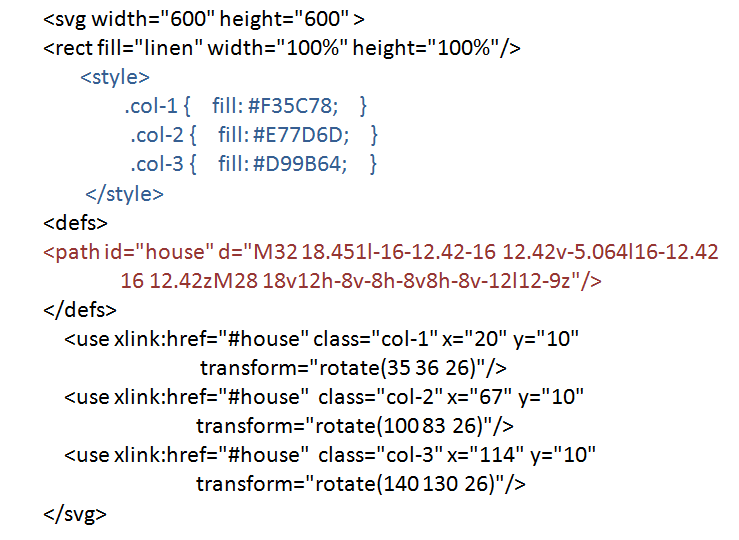 <svg width="600" height="600" >
<rect fill="linen" width="100%" height="100%"/>
<style>
.col-1 { fill: #F35C78; }
.col-2 { fill: #E77D6D; }
.col-3 { fill: #D99B64; }
</style>
<defs>
<path id="house" d="M32 18.451l-16-12.42-16 12.42v-5.064l16-12.42
16 12.42zM28 18v12h-8v-8h-8v8h-8v-12l12-9z"/>
</defs>
<use xlink:href="#house" class="col-1" x="20" y="10"
transform="rotate(35 36 26)"/>
<use xlink:href="#house" class="col-2" x="67" y="10"
transform="rotate(100 83 26)"/>
<use xlink:href="#house" class="col-3" x="114" y="10"
transform="rotate(140 130 26)"/>
</svg>